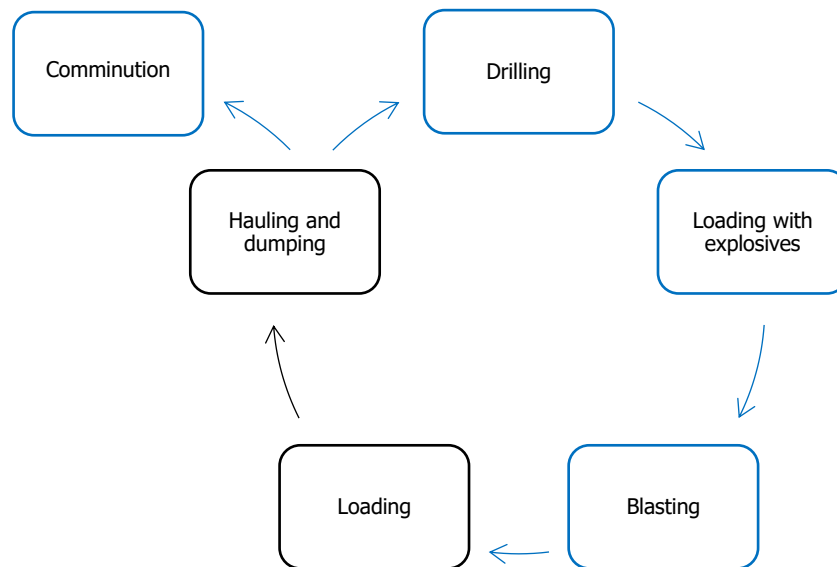 Comminution
Drilling
Hauling and
dumping
Loading with
explosives
Loading
Blasting